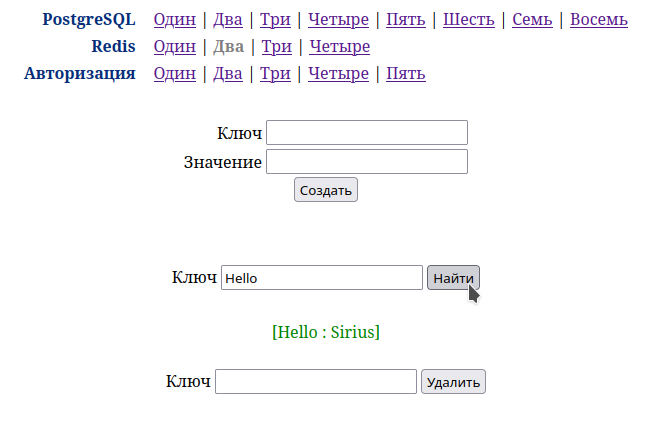 PostgreSQL Один | Два | Три | Четыре | Пять | Шесть | Семь | Восемь
Redis Один | Два | Три | Четыре
Авторизация Один | Два | Три | Четыре | Пять
Ключ
Значение
Создать
Ключ Hello Найти
[Hello : Sirius]
Ключ Удалить